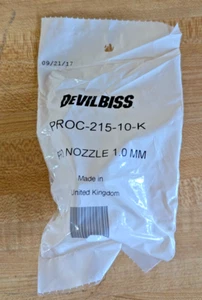 09/21/17
DEVILBISS
PROC-215-10-K
NOZZLE 1.0 MM
Made in
United Kingdom